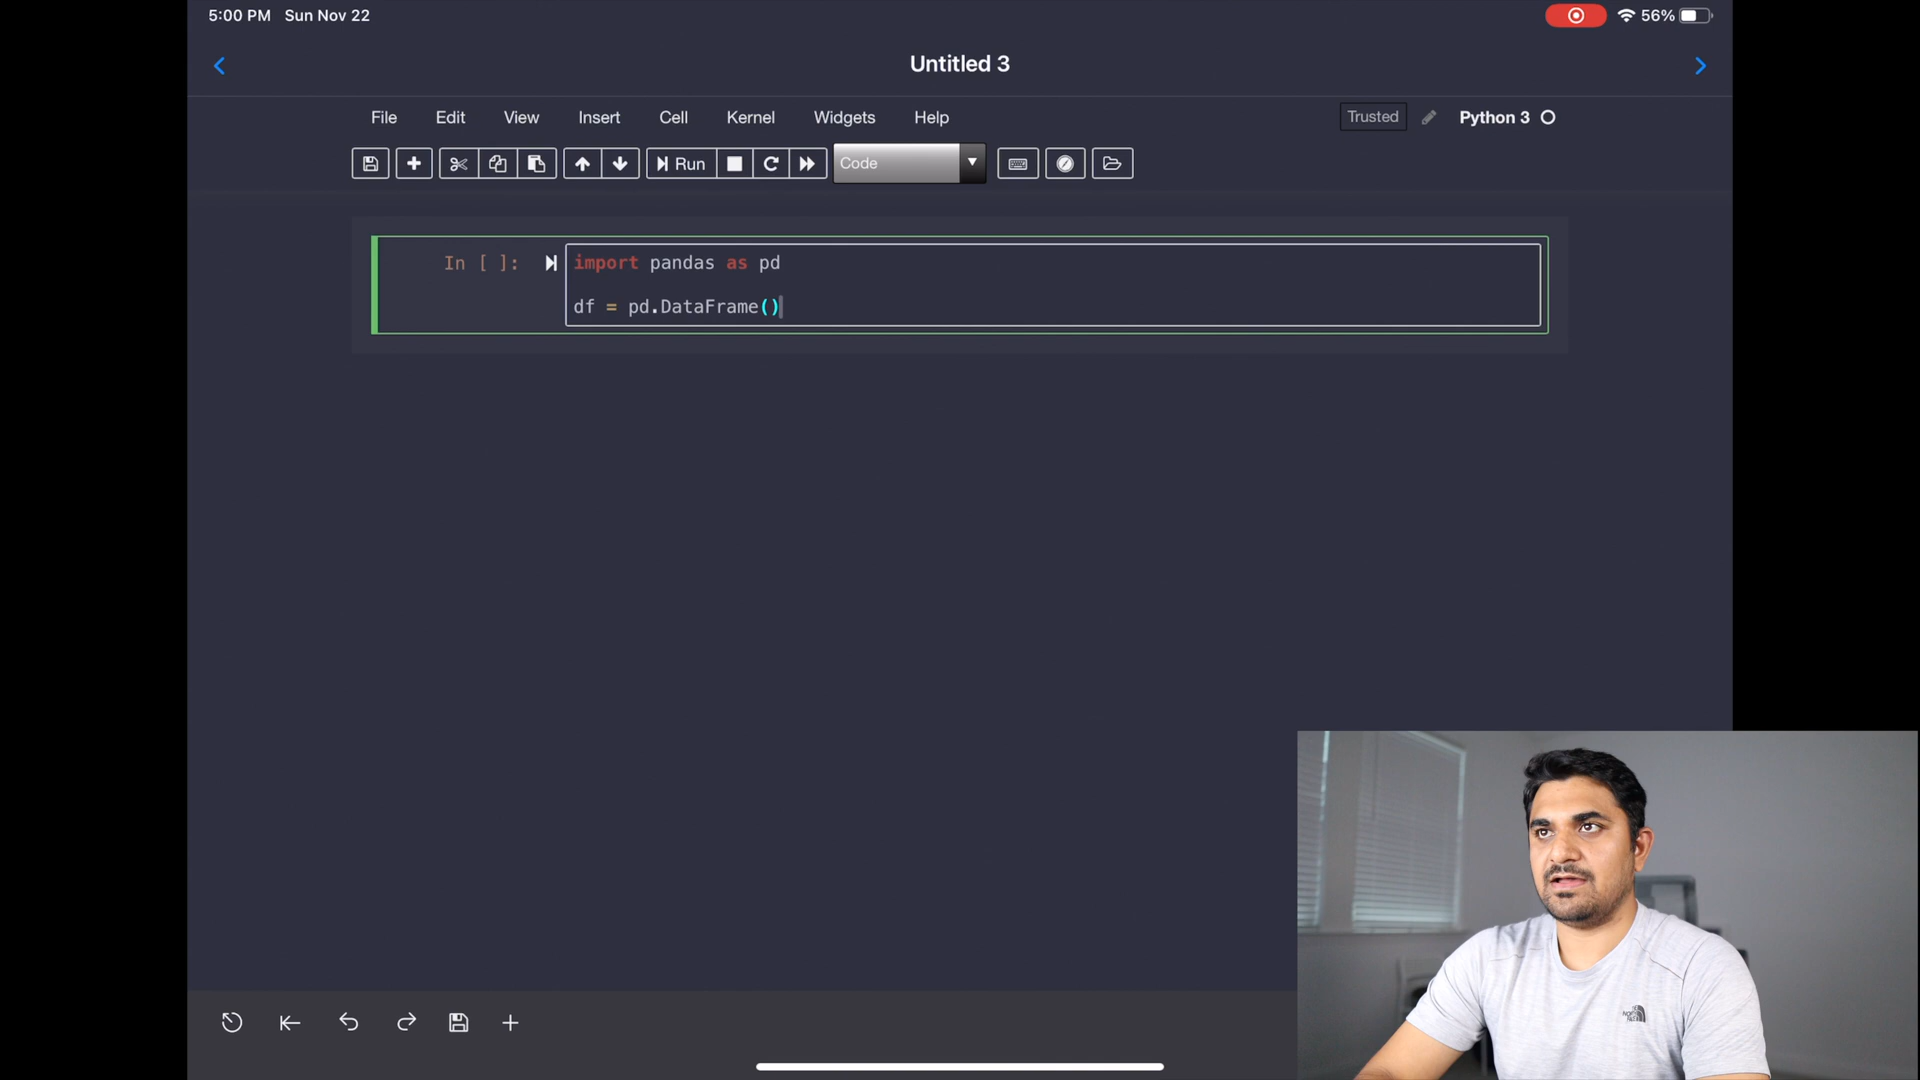 5:00 PM Sun Nov 22
56%
Untitled 3
File Edit View Insert Cell Kernel Widgets Help
Trusted
Python 3
Run
Code
In [ ]:
import pandas as pd
df = pd.DataFrame()